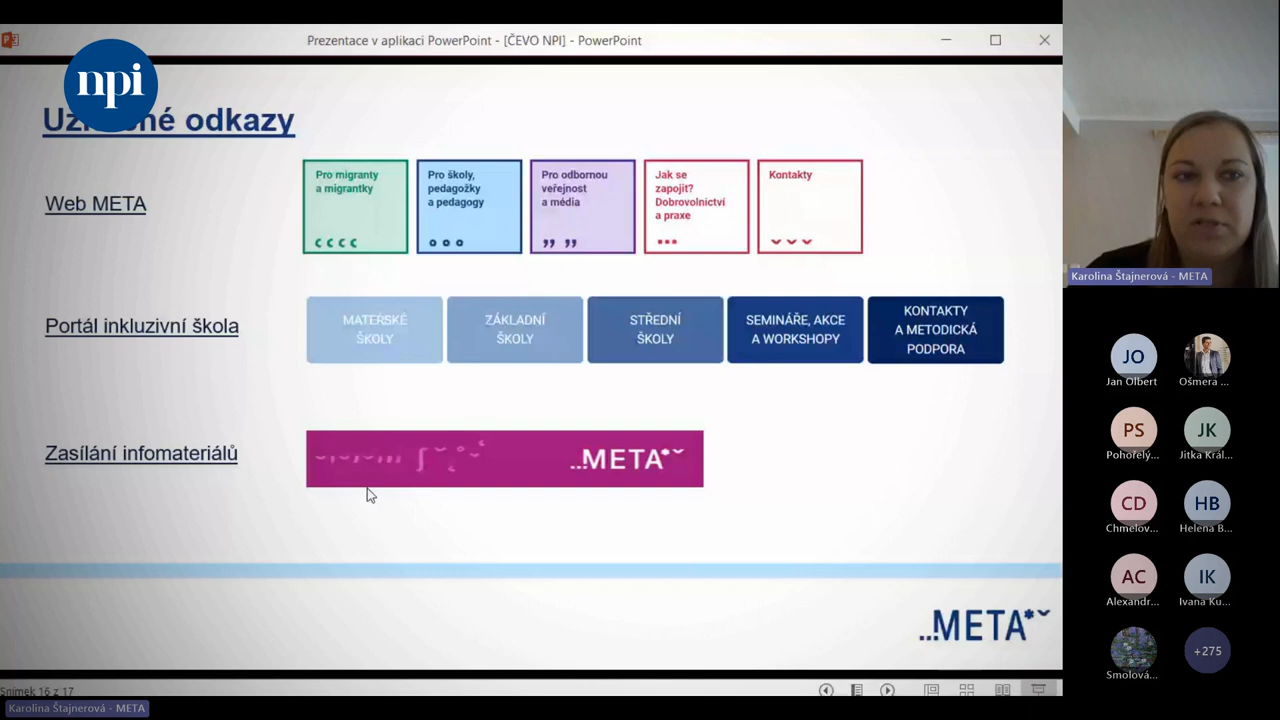 Prezentace v aplikaci PowerPoint - [ČEVO NPI] - PowerPoint
npi
odkazy
Web META
Pro migranty
a migrantky
Pro školy,
pedagožky
a pedagogy
Pro odbornou
veřejnost
a média
Jak se
zapojit?
Dobrovolnictví
a praxe
Kontakty
Portál inkluzivní škola
MATEŘSKÉ
ŠKOLY
ZÁKLADNÍ
ŠKOLY
STŘEDNÍ
ŠKOLY
SEMINÁŘE, AKCE
A WORKSHOPY
KONTAKTY
A METODICKÁ
PODPORA
Zasílání infomateriálů
META
META
Snímek 16 z 17
Karolina Štajnerová - META
Karolina Štajnerová - META
JO
Jan Olbert
Ošmera ...
PS
Pohořelý...
JK
Jitka Král...
CD
Chmelov...
HB
Helena B...
AC
Alexandr...
IK
Ivana Ku...
Smolová...
+275